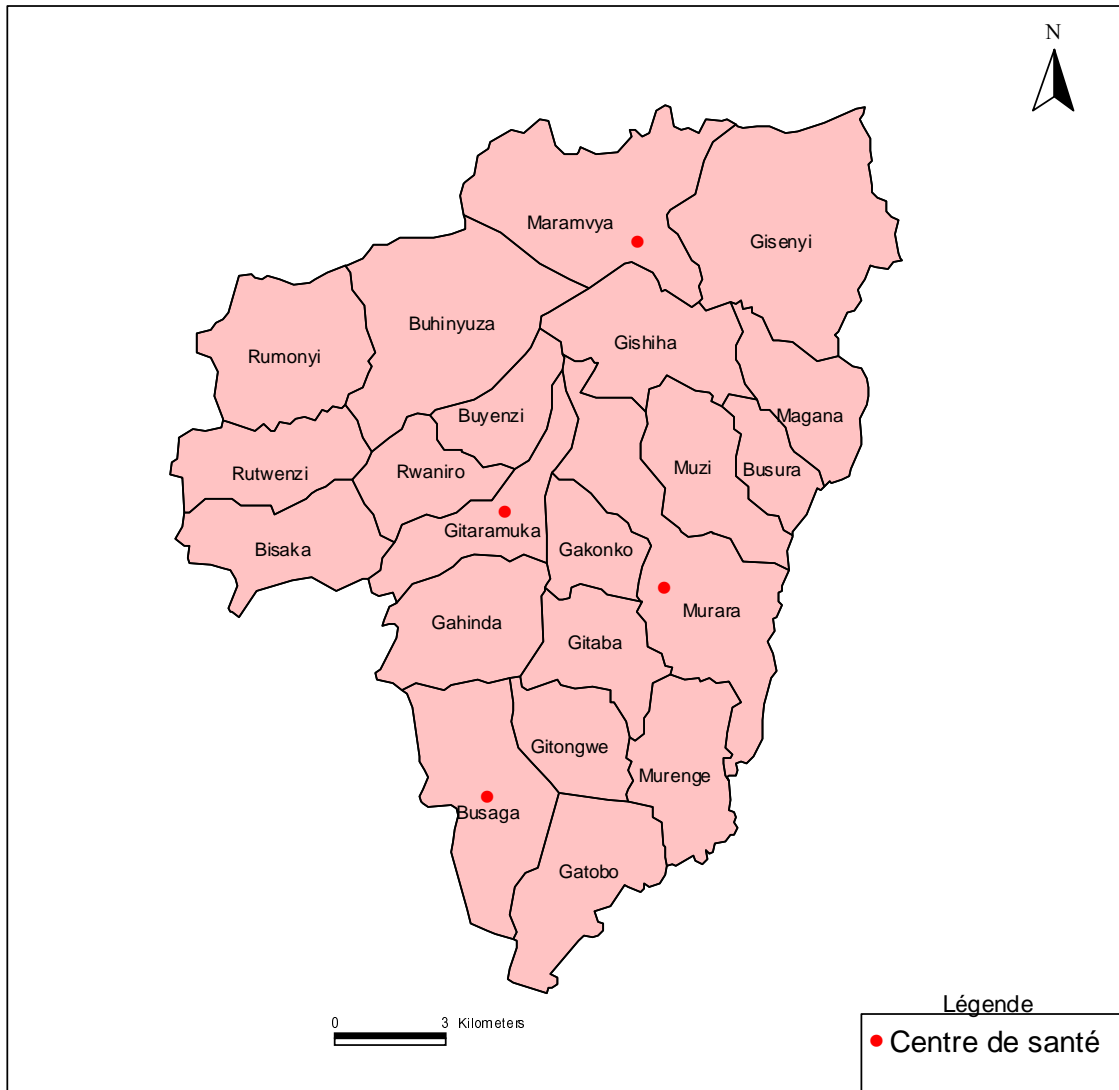 N
Maramvya
Gisenyi
Buhinyuza
Gishiha
Rumonyi
Buyenzi
Magana
Rutwenzi
Rwaniro
Muzi
Busura
Gitaramuka
Bisaka
Gakonko
Murara
Gahinda
Gitaba
Gitongwe
Murenge
Busaga
Gatobo
Légende
0 3 Kilometers
Centre de santé